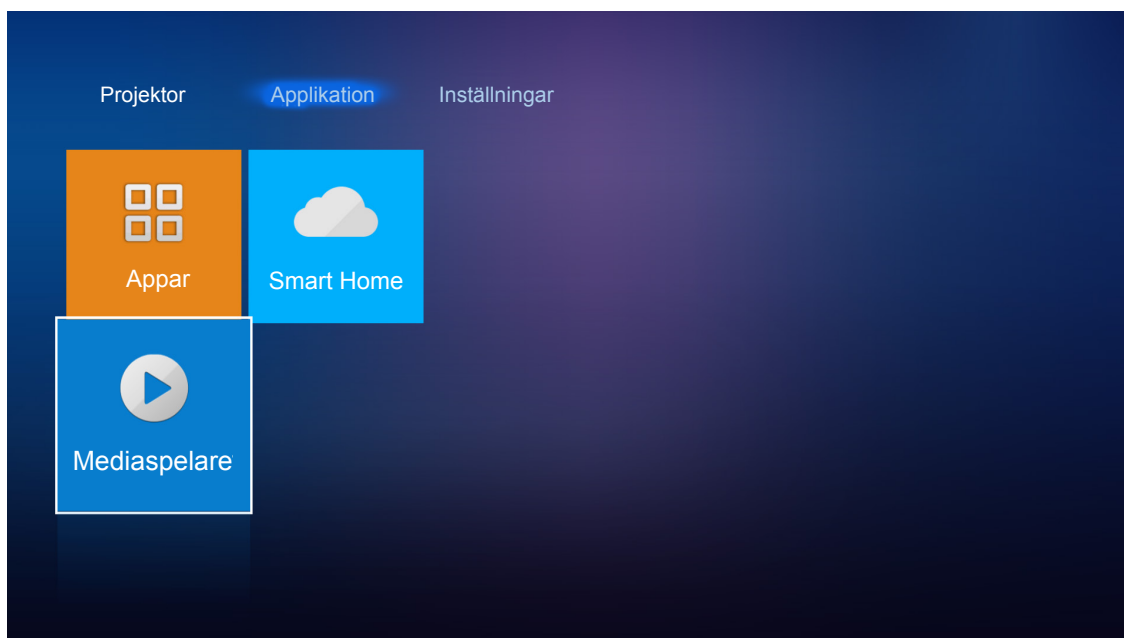 Projektor
Applikation
Inställningar
Appar
Smart Home
Mediaspelare